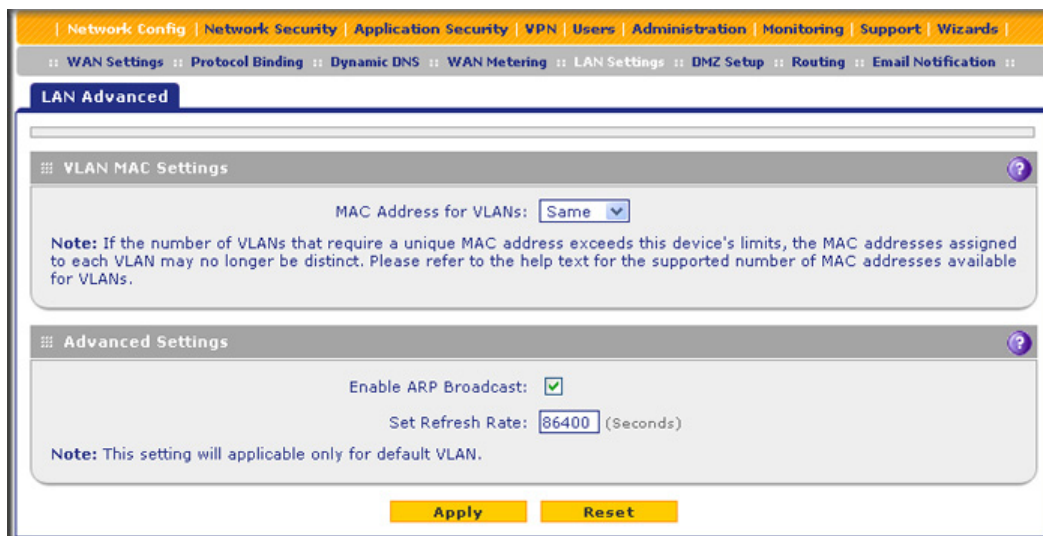 | Network Config | Network Security | Application Security | VPN | Users | Administration | Monitoring | Support | Wizards |
:: WAN Settings :: Protocol Binding :: Dynamic DNS :: WAN Metering :: LAN Settings :: DMZ Setup :: Routing :: Email Notification ::
LAN Advanced
VLAN MAC Settings ?
MAC Address for VLANs: Same
Note: If the number of VLANs that require a unique MAC address exceeds this device's limits, the MAC addresses assigned
to each VLAN may no longer be distinct. Please refer to the help text for the supported number of MAC addresses available
for VLANs.
Advanced Settings ?
Enable ARP Broadcast:
Set Refresh Rate: 86400 (Seconds)
Note: This setting will applicable only for default VLAN.
Apply Reset